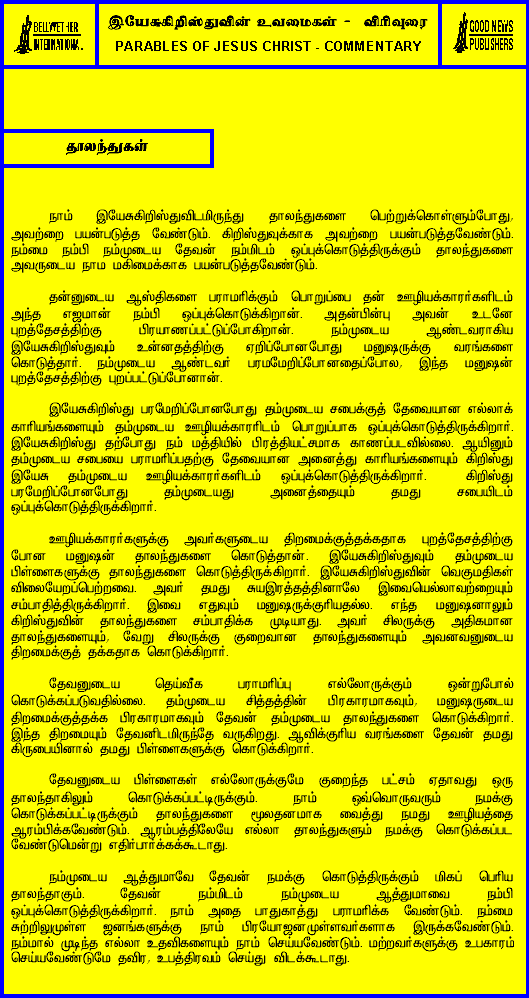 BELLWETHER
INTERNATIONAL
இயேசுகிறிஸ்துவின் உவமைகள் - விரிவுரை
PARABLES OF JESUS CHRIST - COMMENTARY
GOOD NEWS
PUBLISHERS
தாலந்துகள்
நாம் இயேசுகிறிஸ்துவிடமிருந்து தாலந்துகளை பெற்றுக்கொள்ளும்போது,
அவற்றை பயன்படுத்த வேண்டும். கிறிஸ்துவுக்காக அவற்றை பயன்படுத்தவேண்டும்.
நம்மை நம்பி நம்முடைய தேவன் நம்மிடம் ஒப்புக்கொடுத்திருக்கும் தாலந்துகளை
அவருடைய நாம மகிமைக்காக பயன்படுத்தவேண்டும்.
தன்னுடைய ஆஸ்திகளை பராமரிக்கும் பொறுப்பை தன் ஊழியக்காரர்களிடம்
அந்த எஜமான் நம்பி ஒப்புக்கொடுக்கிறான். அதன்பின்பு அவன் உடனே
புறத்தேசத்திற்கு பிரயாணப்பட்டுப்போகிறான். நம்முடைய ஆண்டவராகிய
இயேசுகிறிஸ்துவும் உன்னதத்திற்கு ஏறிப்போனபோது மனுஷருக்கு வரங்களை
கொடுத்தார். நம்முடைய ஆண்டவர் பரமமேறிப்போனதைப்போல, இந்த மனுஷன்
புறத்தேசத்திற்கு புறப்பட்டுப்போனான்.
இயேசுகிறிஸ்து பரமேறிப்போனபோது தம்முடைய சபைக்குத் தேவையான எல்லாக்
காரியங்களையும் தம்முடைய ஊழியக்காரரிடம் பொறுப்பாக ஒப்புக்கொடுத்திருக்கிறார்.
இயேசுகிறிஸ்து தற்போது நம் மத்தியில் பிரத்தியட்சமாக காணப்படவில்லை. ஆயினும்
தம்முடைய சபையை பராமரிப்பதற்கு தேவையான அனைத்து காரியங்களையும் கிறிஸ்து
இயேசு தம்முடைய ஊழியக்காரர்களிடம் ஒப்புக்கொடுத்திருக்கிறார். கிறிஸ்து
பரமேறிப்போனபோது தம்முடையது அனைத்தையும் தமது சபையிடம்
ஒப்புக்கொடுத்திருக்கிறார்.
ஊழியக்காரர்களுக்கு அவர்களுடைய திறமைக்குத்தக்கதாக புறத்தேசத்திற்கு
போன மனுஷன் தாலந்துகளை கொடுத்தான். இயேசுகிறிஸ்துவும் தம்முடைய
பிள்ளைகளுக்கு தாலந்துகளை கொடுத்திருக்கிறார். இயேசுகிறிஸ்துவின் வெகுமதிகள்
விலையேறப்பெற்றவை. அவர் தமது சுயஇரத்தத்தினாலே இவையெல்லாவற்றையும்
சம்பாதித்திருக்கிறார். இவை எதுவும் மனுஷருக்குரியதல்ல. எந்த மனுஷனாலும்
கிறிஸ்துவின் தாலந்துகளை சம்பாதிக்க முடியாது. அவர் சிலருக்கு அதிகமான
தாலந்துகளையும், வேறு சிலருக்கு குறைவான தாலந்துகளையும் அவனவனுடைய
திறமைக்குத் தக்கதாக கொடுக்கிறார்.
தேவனுடைய தெய்வீக பராமரிப்பு எல்லோருக்கும் ஒன்றுபோல்
கொடுக்கப்படுவதில்லை. தம்முடைய சித்தத்தின் பிரகாரமாகவும், மனுஷருடைய
திறமைக்குத்தக்க பிரகாரமாகவும் தேவன் தம்முடைய தாலந்துகளை கொடுக்கிறார்.
இந்த திறமையும் தேவனிடமிருந்தே வருகிறது. ஆவிக்குரிய வரங்களை தேவன் தமது
கிருபையினால் தமது பிள்ளைகளுக்கு கொடுக்கிறார்.
தேவனுடைய பிள்ளைகள் எல்லோருக்குமே குறைந்த பட்சம் ஏதாவது ஒரு
தாலந்தாகிலும் கொடுக்கப்பட்டிருக்கும். நாம் ஒவ்வொருவரும் நமக்கு
கொடுக்கப்பட்டிருக்கும் தாலந்துகளை மூலதனமாக வைத்து நமது ஊழியத்தை
ஆரம்பிக்கவேண்டும். ஆரம்பத்திலேயே எல்லா தாலந்துகளும் நமக்கு கொடுக்கப்பட
வேண்டுமென்று எதிர்பார்க்கக்கூடாது.
நம்முடைய ஆத்துமாவே தேவன் நமக்கு கொடுத்திருக்கும் மிகப் பெரிய
தாலந்தாகும். தேவன் நம்மிடம் நம்முடைய ஆத்துமாவை நம்பி
ஒப்புக்கொடுத்திருக்கிறார். நாம் அதை பாதுகாத்து பராமரிக்க வேண்டும். நம்மை
சுற்றிலுமுள்ள ஜனங்களுக்கு நாம் பிரயோஜனமுள்ளவர்களாக இருக்கவேண்டும்.
நம்மால் முடிந்த எல்லா உதவிகளையும் நாம் செய்யவேண்டும். மற்றவர்களுக்கு உபகாரம்
செய்யவேண்டுமே தவிர, உபத்திரவம் செய்து விடக்கூடாது.